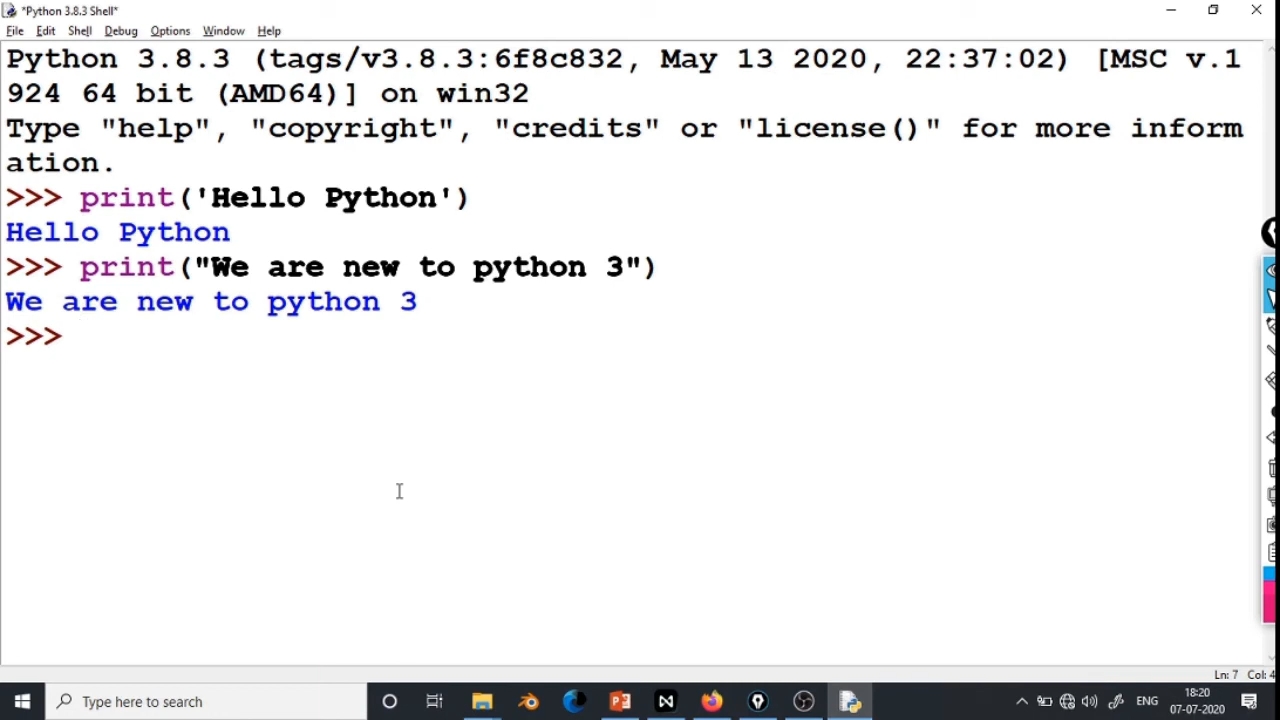 *Python 3.8.3 Shell*
File Edit Shell Debug Options Window Help
Python 3.8.3 (tags/v3.8.3:6f8c832, May 13 2020, 22:37:02) [MSC v.1
924 64 bit (AMD64)] on win32
Type "help", "copyright", "credits" or "license()" for more inform
ation.
>>> print('Hello Python')
Hello Python
>>> print("We are new to python 3")
We are new to python 3
>>>
Ln: 7 Col: 4
Type here to search
ENG
18:20
07-07-2020